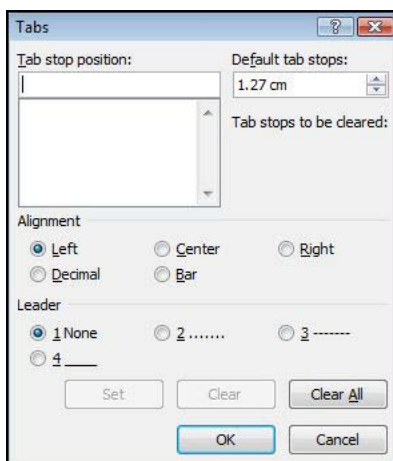 Tabs
Tab stop position:
Default tab stops:
1.27 cm
Tab stops to be cleared:
Alignment
Left
Center
Right
Decimal
Bar
Leader
1 None
2 .......
3 -------
4 ____
Set
Clear
Clear All
OK
Cancel